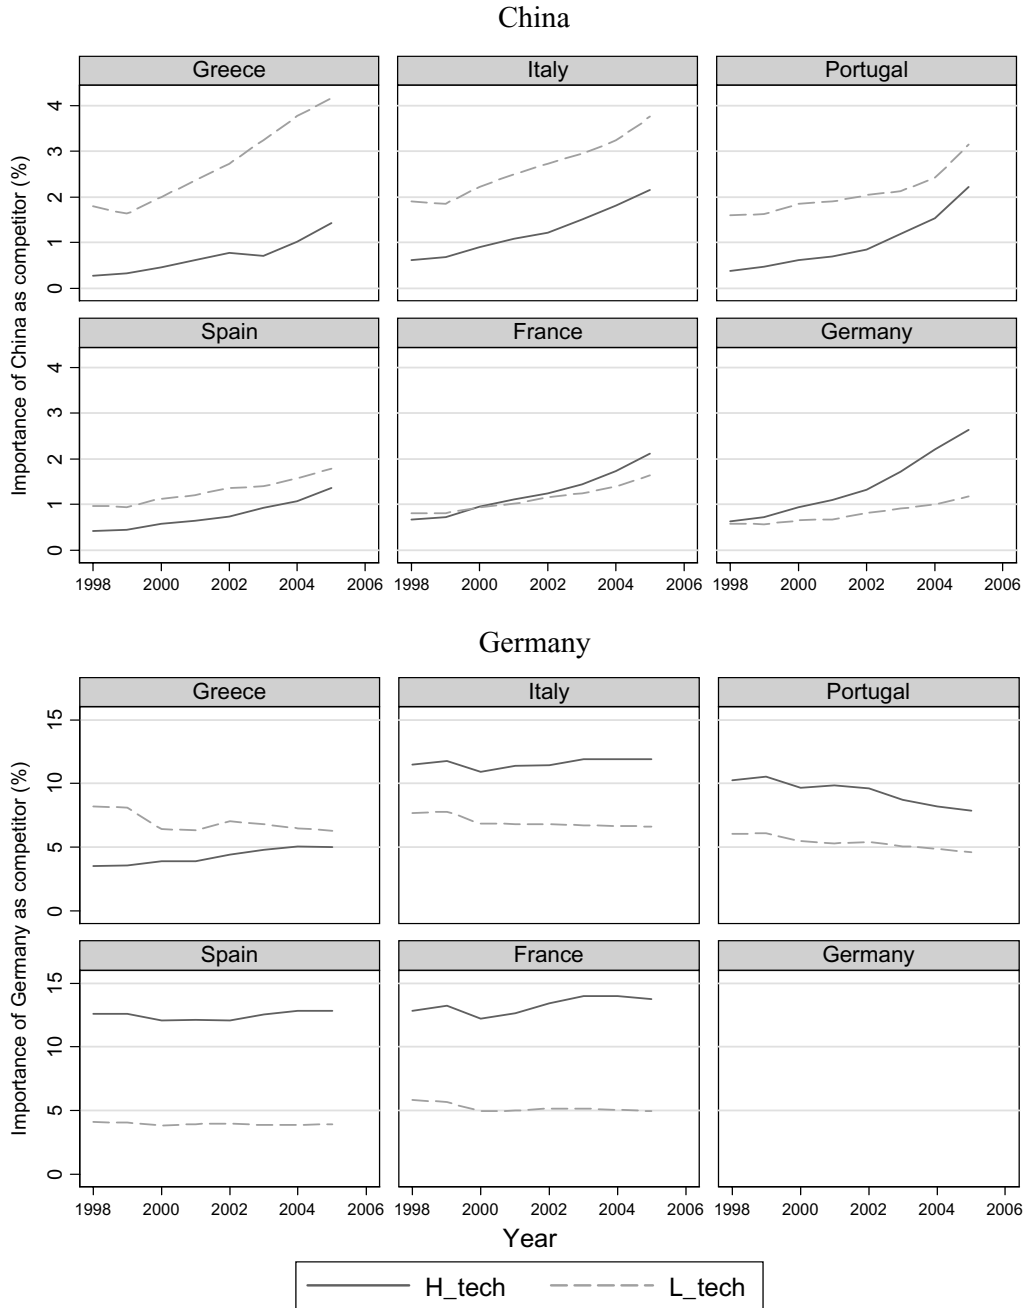 China
Greece
Italy
Portugal
Importance of China as competitor (%)
4
3
2
1
0
Spain
France
Germany
4
3
2
1
0
1998 2000 2002 2004 2006
1998 2000 2002 2004 2006
1998 2000 2002 2004 2006
Germany
Greece
Italy
Portugal
Importance of Germany as competitor (%)
15
10
5
0
Spain
France
Germany
15
10
5
0
1998 2000 2002 2004 2006
1998 2000 2002 2004 2006
1998 2000 2002 2004 2006
Year
H_tech
L_tech